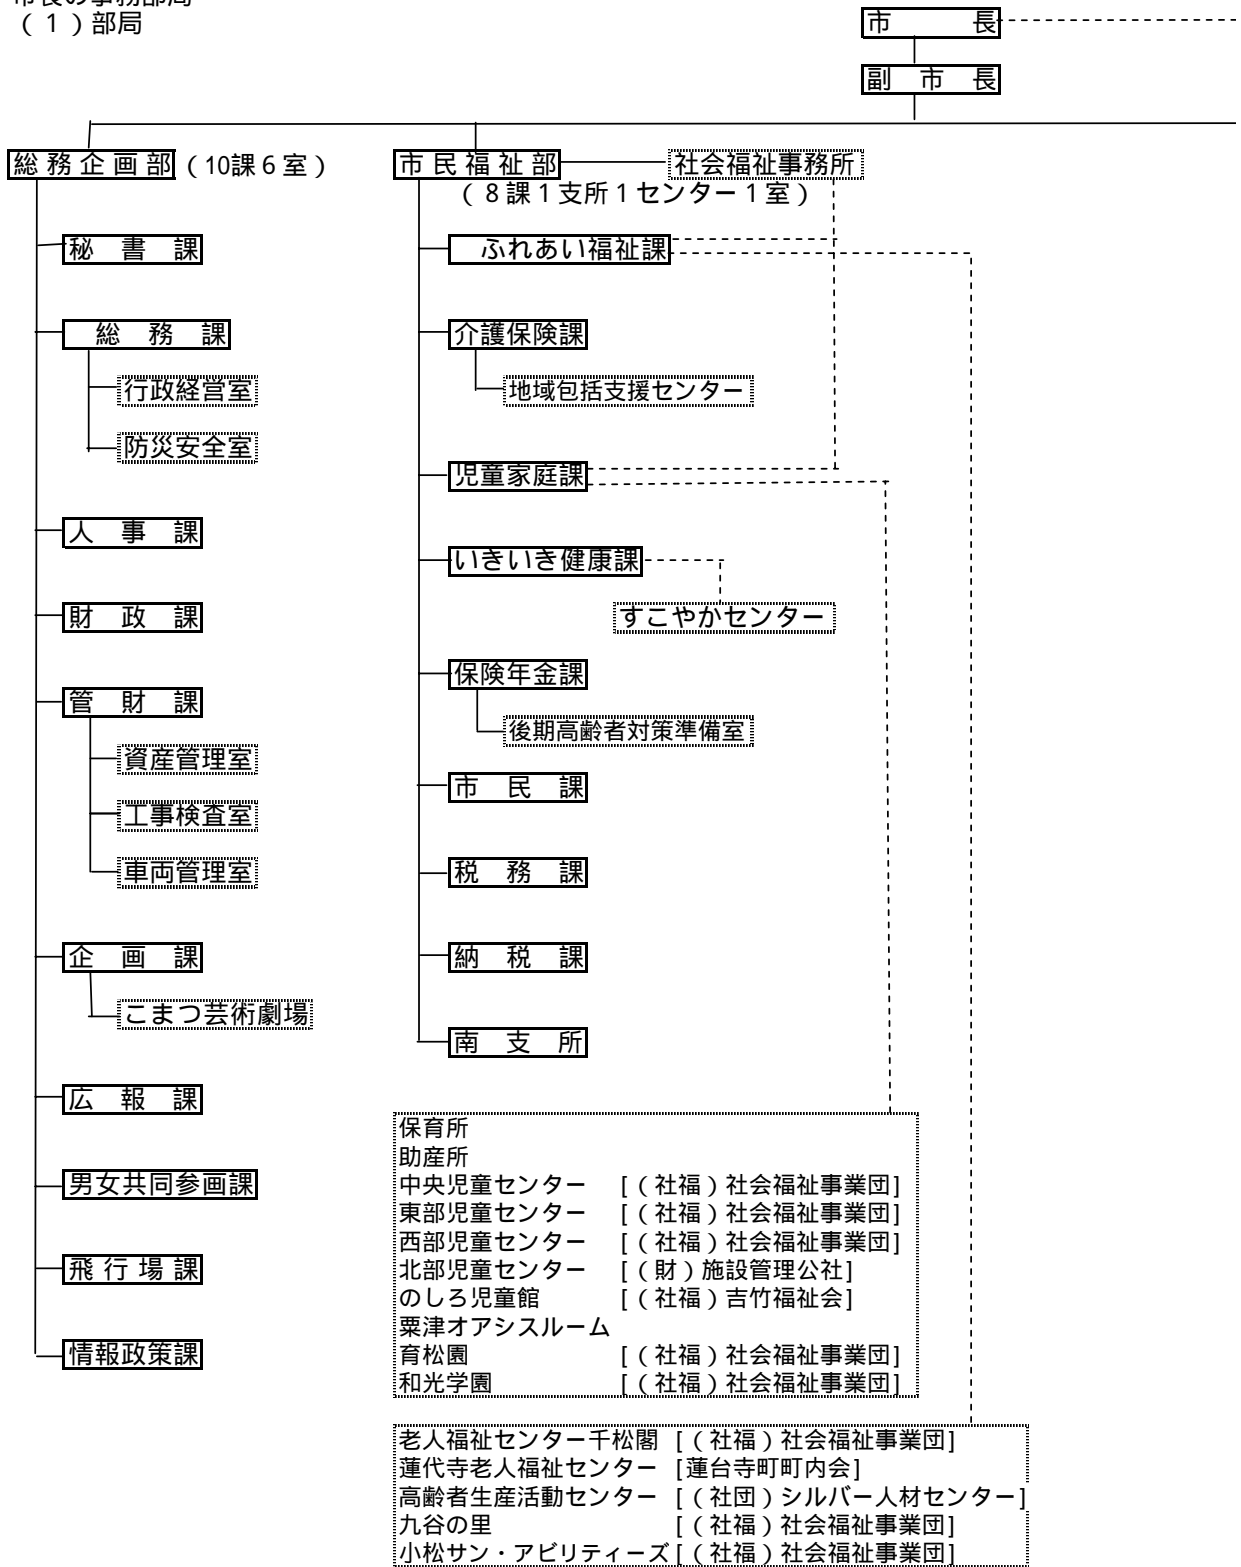 市長の事務部局
（１）部局
市長
副市長
総務企画部（10課６室）
秘書課
総務課
行政経営室
防災安全室
人事課
財政課
管財課
資産管理室
工事検査室
車両管理室
企画課
こまつ芸術劇場
広報課
男女共同参画課
飛行場課
情報政策課
市民福祉部
社会福祉事務所
（８課１支所１センター１室）
ふれあい福祉課
介護保険課
地域包括支援センター
児童家庭課
いきいき健康課
すこやかセンター
保険年金課
後期高齢者対策準備室
市民課
税務課
納税課
南支所
保育所
助産所
中央児童センター [（社福）社会福祉事業団]
東部児童センター [（社福）社会福祉事業団]
西部児童センター [（社福）社会福祉事業団]
北部児童センター [（財）施設管理公社]
のしろ児童館 [（社福）吉竹福祉会]
粟津オアシスルーム
育松園 [（社福）社会福祉事業団]
和光学園 [（社福）社会福祉事業団]
老人福祉センター千松閣 [（社福）社会福祉事業団]
蓮代寺老人福祉センター [蓮台寺町町内会]
高齢者生産活動センター [（社団）シルバー人材センター]
九谷の里 [（社福）社会福祉事業団]
小松サン・アビリティーズ [（社福）社会福祉事業団]